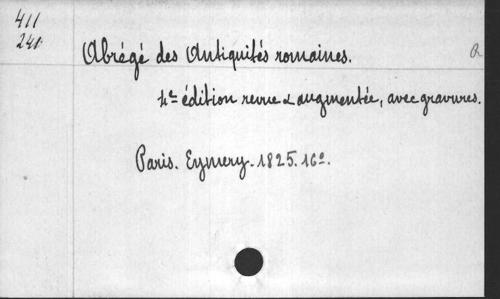 411
241
Abrégé des Antiquités romaines.
4e édition revue & augmentée, avec gravures.
Paris. Eymery. 1825. 16o.